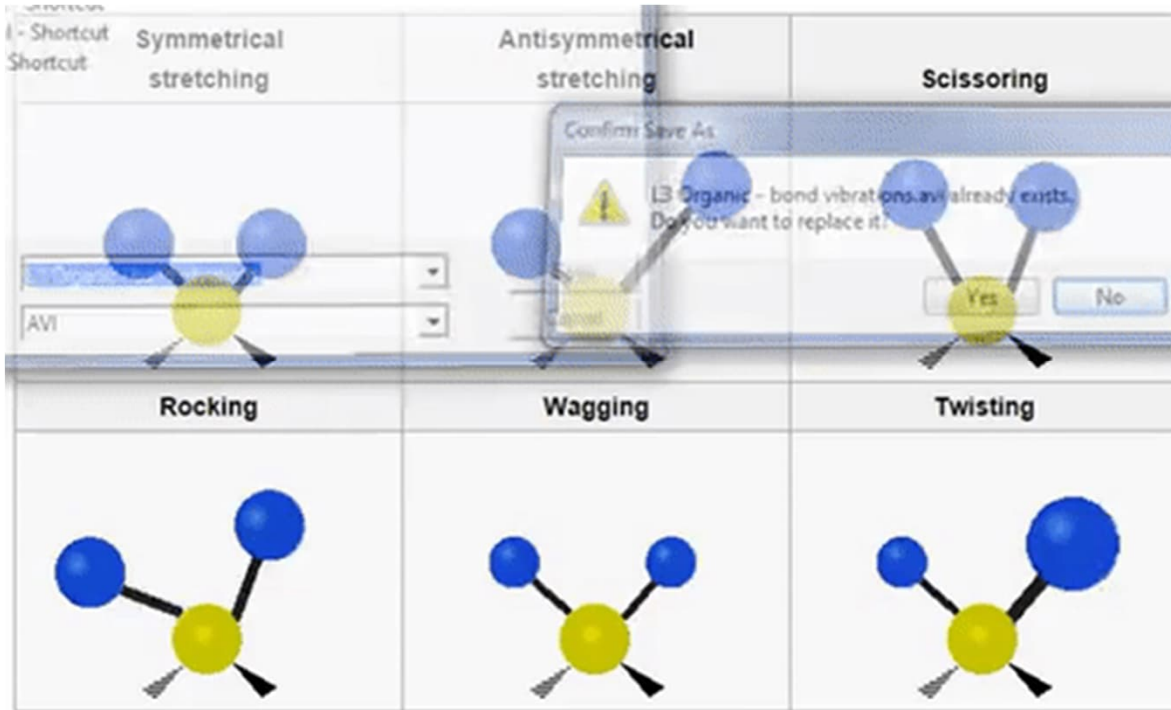 - Shortcut
Shortcut
Symmetrical
stretching
Antisymmetrical
stretching
Scissoring
Confirm Save As
L3 Organic - bond vibrations.avi already exists.
Do you want to replace it?
Yes
No
AVI
Cancel
Rocking
Wagging
Twisting